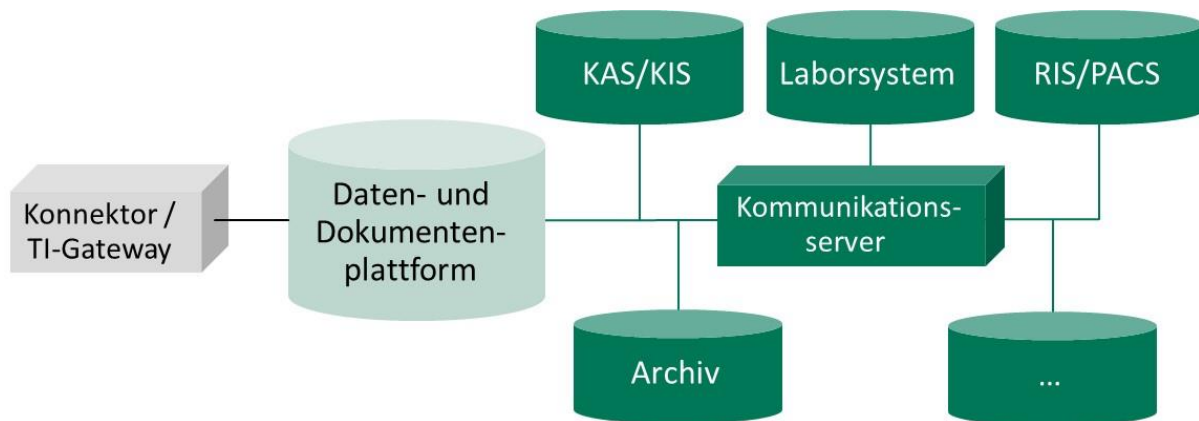 KAS/KIS
Laborsystem
RIS/PACS
Konnektor /
TI-Gateway
Daten- und
Dokumenten-
plattform
Kommunikations-
server
Archiv
...